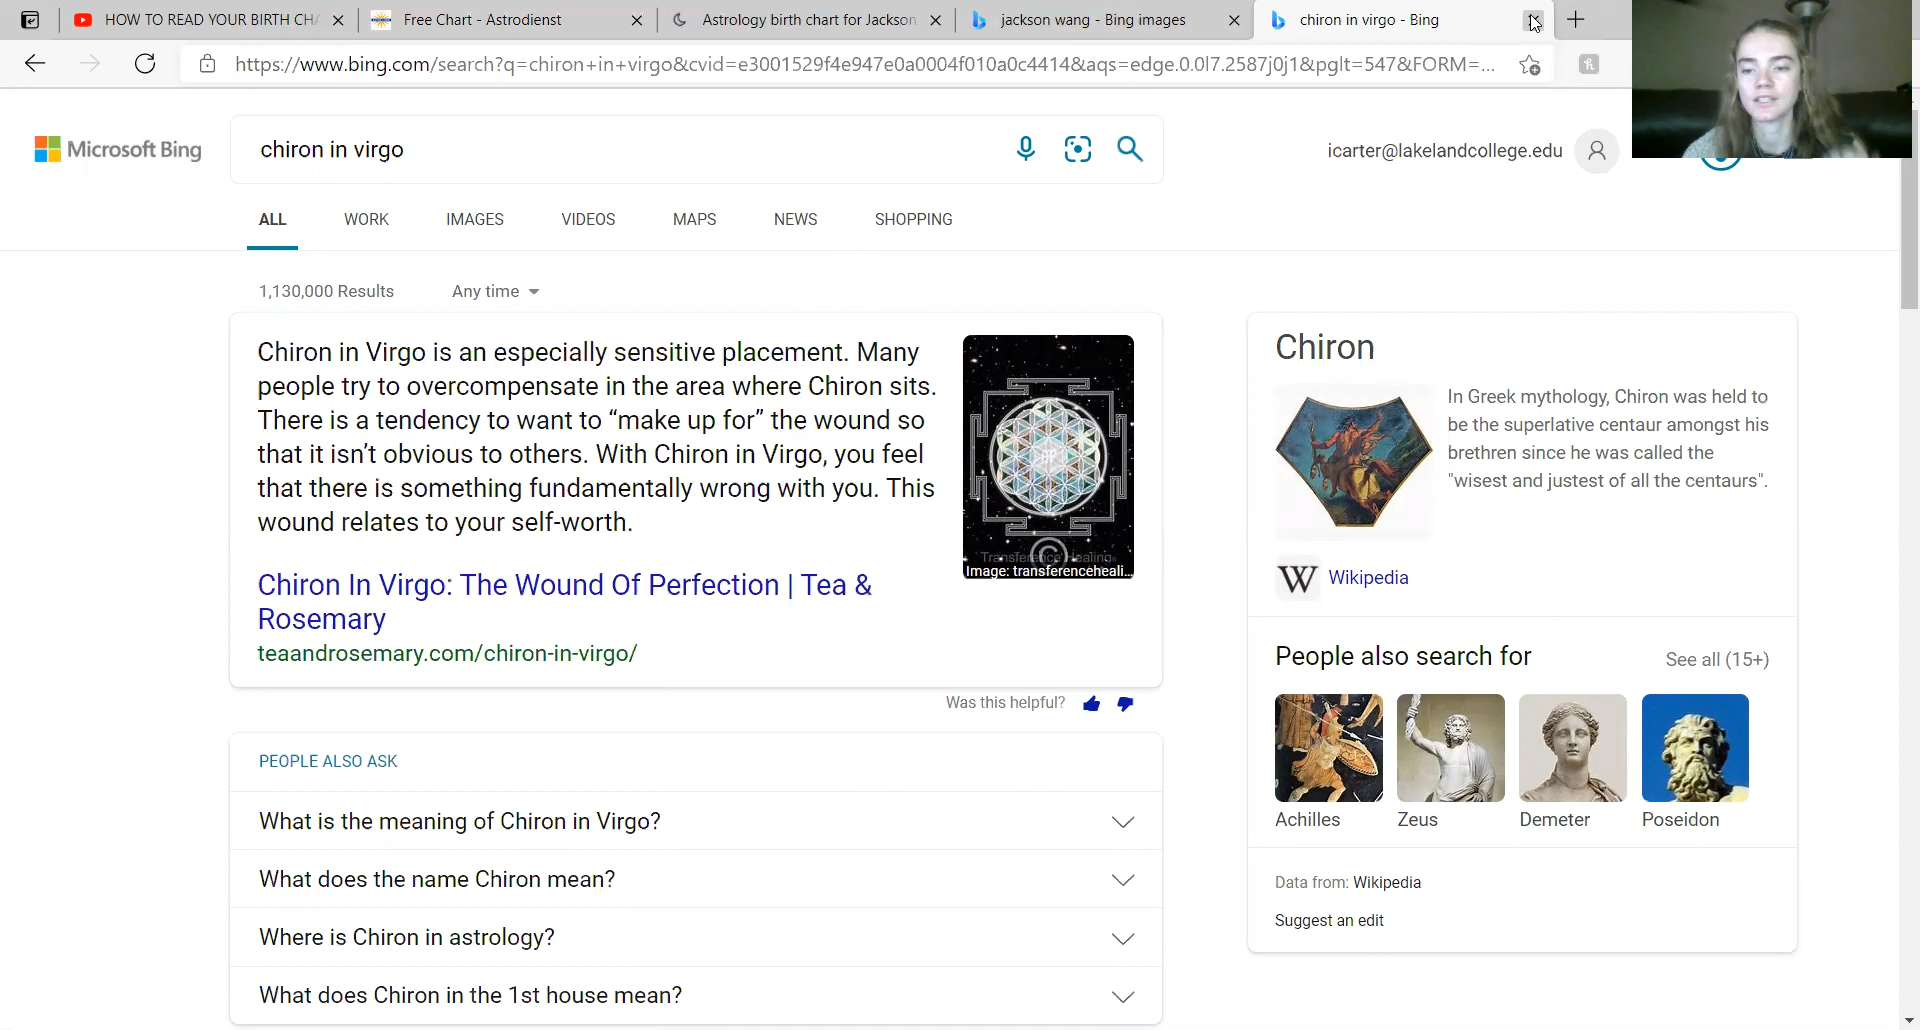 HOW TO READ YOUR BIRTH CHA
Free Chart - Astrodienst
Astrology birth chart for Jackson
jackson wang - Bing images
chiron in virgo - Bing
https://www.bing.com/search?q=chiron+in+virgo&cvid=e3001529f4e947e0a0004f010a0c4414&aqs=edge.0.0l7.2587j0j1&pglt=547&FORM=...
Microsoft Bing
chiron in virgo
icarter@lakelandcollege.edu
ALL WORK IMAGES VIDEOS MAPS NEWS SHOPPING
1,130,000 Results Any time
Chiron in Virgo is an especially sensitive placement. Many
people try to overcompensate in the area where Chiron sits.
There is a tendency to want to “make up for” the wound so
that it isn’t obvious to others. With Chiron in Virgo, you feel
that there is something fundamentally wrong with you. This
wound relates to your self-worth.
Transference Healing
Image: transferenceheali...
Chiron In Virgo: The Wound Of Perfection | Tea &
Rosemary
teaandrosemary.com/chiron-in-virgo/
Was this helpful?
PEOPLE ALSO ASK
What is the meaning of Chiron in Virgo?
What does the name Chiron mean?
Where is Chiron in astrology?
What does Chiron in the 1st house mean?
Chiron
In Greek mythology, Chiron was held to
be the superlative centaur amongst his
brethren since he was called the
"wisest and justest of all the centaurs".
W Wikipedia
People also search for See all (15+)
Achilles Zeus Demeter Poseidon
Data from: Wikipedia
Suggest an edit